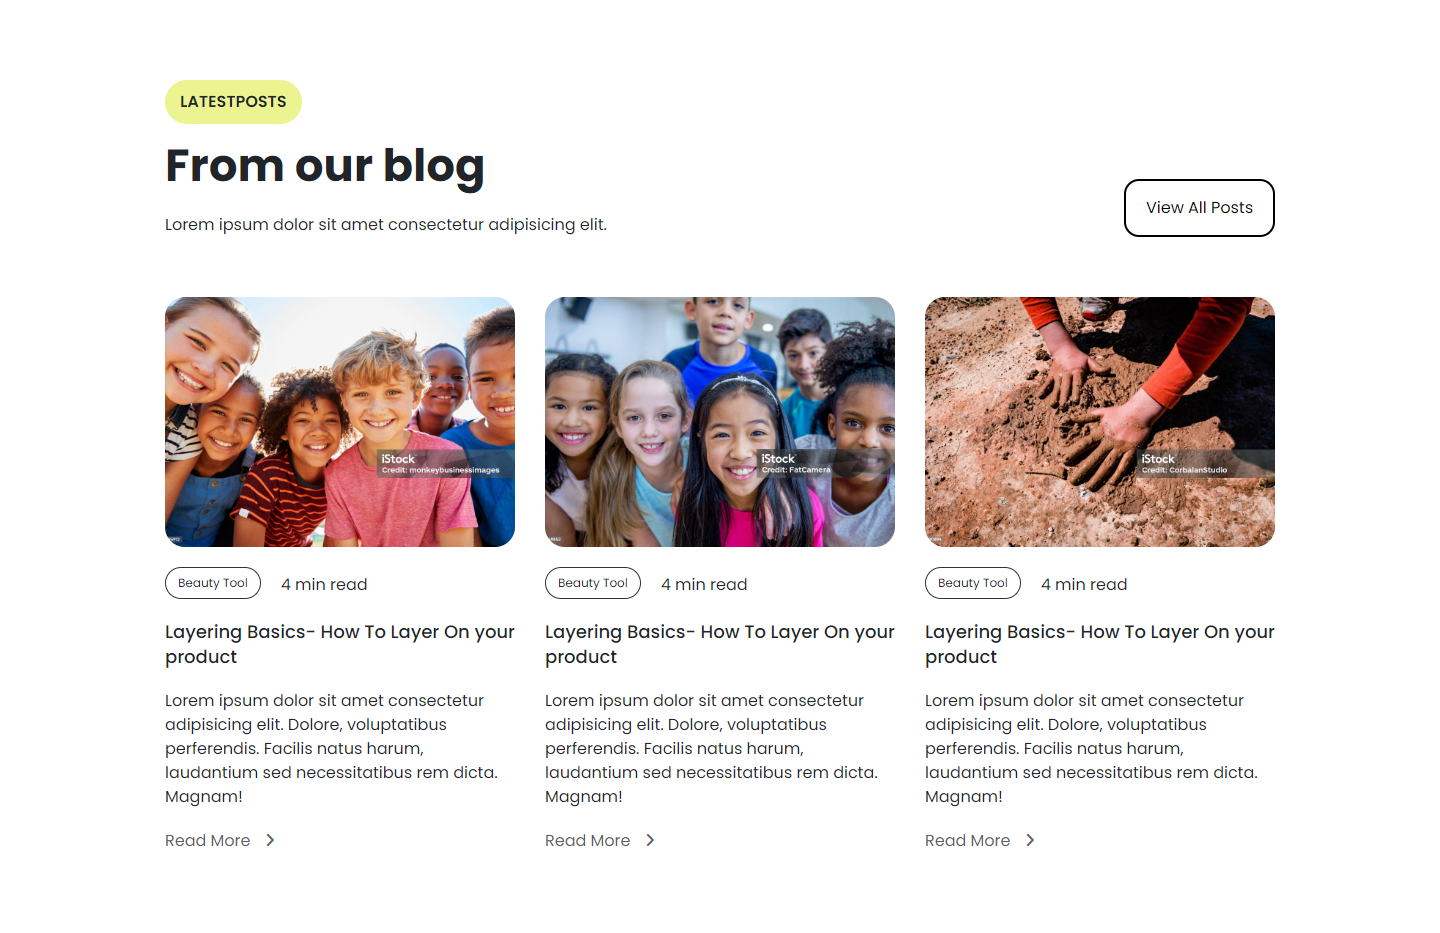 LATESTPOSTS
From our blog
Lorem ipsum dolor sit amet consectetur adipisicing elit.
View All Posts
iStock
Credit: monkeybusinessimages
iStock
Credit: FatCamera
iStock
Credit: CorbalanStudio
Beauty Tool 4 min read
Layering Basics- How To Layer On your
product
Lorem ipsum dolor sit amet consectetur
adipisicing elit. Dolore, voluptatibus
perferendis. Facilis natus harum,
laudantium sed necessitatibus rem dicta.
Magnam!
Read More
Beauty Tool 4 min read
Layering Basics- How To Layer On your
product
Lorem ipsum dolor sit amet consectetur
adipisicing elit. Dolore, voluptatibus
perferendis. Facilis natus harum,
laudantium sed necessitatibus rem dicta.
Magnam!
Read More
Beauty Tool 4 min read
Layering Basics- How To Layer On your
product
Lorem ipsum dolor sit amet consectetur
adipisicing elit. Dolore, voluptatibus
perferendis. Facilis natus harum,
laudantium sed necessitatibus rem dicta.
Magnam!
Read More